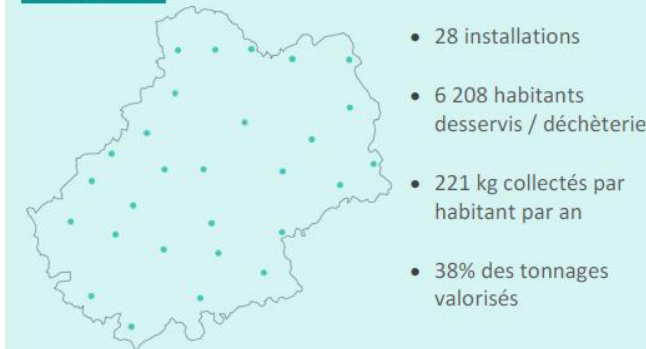 • 28 installations
• 6 208 habitants
desservis / déchèterie
• 221 kg collectés par
habitant par an
• 38% des tonnages
valorisés